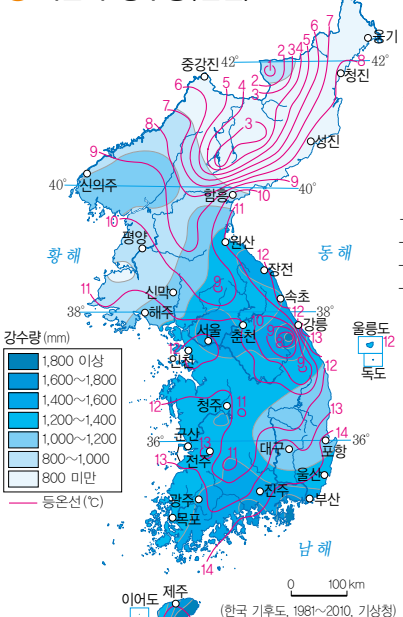 중강진
42°
42°
웅기
청진
성진
40°
40°
신의주
함흥
평양
원산
황해
동해
장전
신막
해주
속초
38°
38°
강릉
서울
춘천
인천
울릉도
12
독도
강수량(mm)
1,800 이상
1,600~1,800
1,400~1,600
1,200~1,400
1,000~1,200
800~1,000
800 미만
등온선(℃)
청주
군산
전주
36°
36°
대구
포항
울산
광주
목포
진주
부산
남해
14
이어도
제주
0 100 km
(한국 기후도, 1981~2010, 기상청)